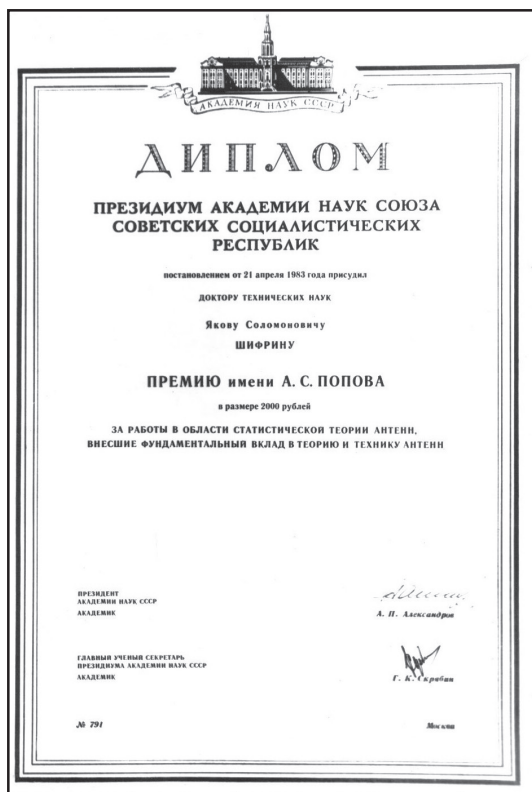 АКАДЕМИЯ НАУК СССР
ДИПЛОМ
ПРЕЗИДИУМ АКАДЕМИИ НАУК СОЮЗА
СОВЕТСКИХ СОЦИАЛИСТИЧЕСКИХ
РЕСПУБЛИК
постановлением от 21 апреля 1983 года присудил
ДОКТОРУ ТЕХНИЧЕСКИХ НАУК
Якову Соломоновичу
ШИФРИНУ
ПРЕМИЮ имени А. С. ПОПОВА
в размере 2000 рублей
ЗА РАБОТЫ В ОБЛАСТИ СТАТИСТИЧЕСКОЙ ТЕОРИИ АНТЕНН,
ВНЕСШИЕ ФУНДАМЕНТАЛЬНЫЙ ВКЛАД В ТЕОРИЮ И ТЕХНИКУ АНТЕНН
ПРЕЗИДЕНТ
АКАДЕМИИ НАУК СССР
АКАДЕМИК
А. П. Александров
ГЛАВНЫЙ УЧЕНЫЙ СЕКРЕТАРЬ
ПРЕЗИДИУМА АКАДЕМИИ НАУК СССР
АКАДЕМИК
Г. К. Скрябин
№ 791
Москва